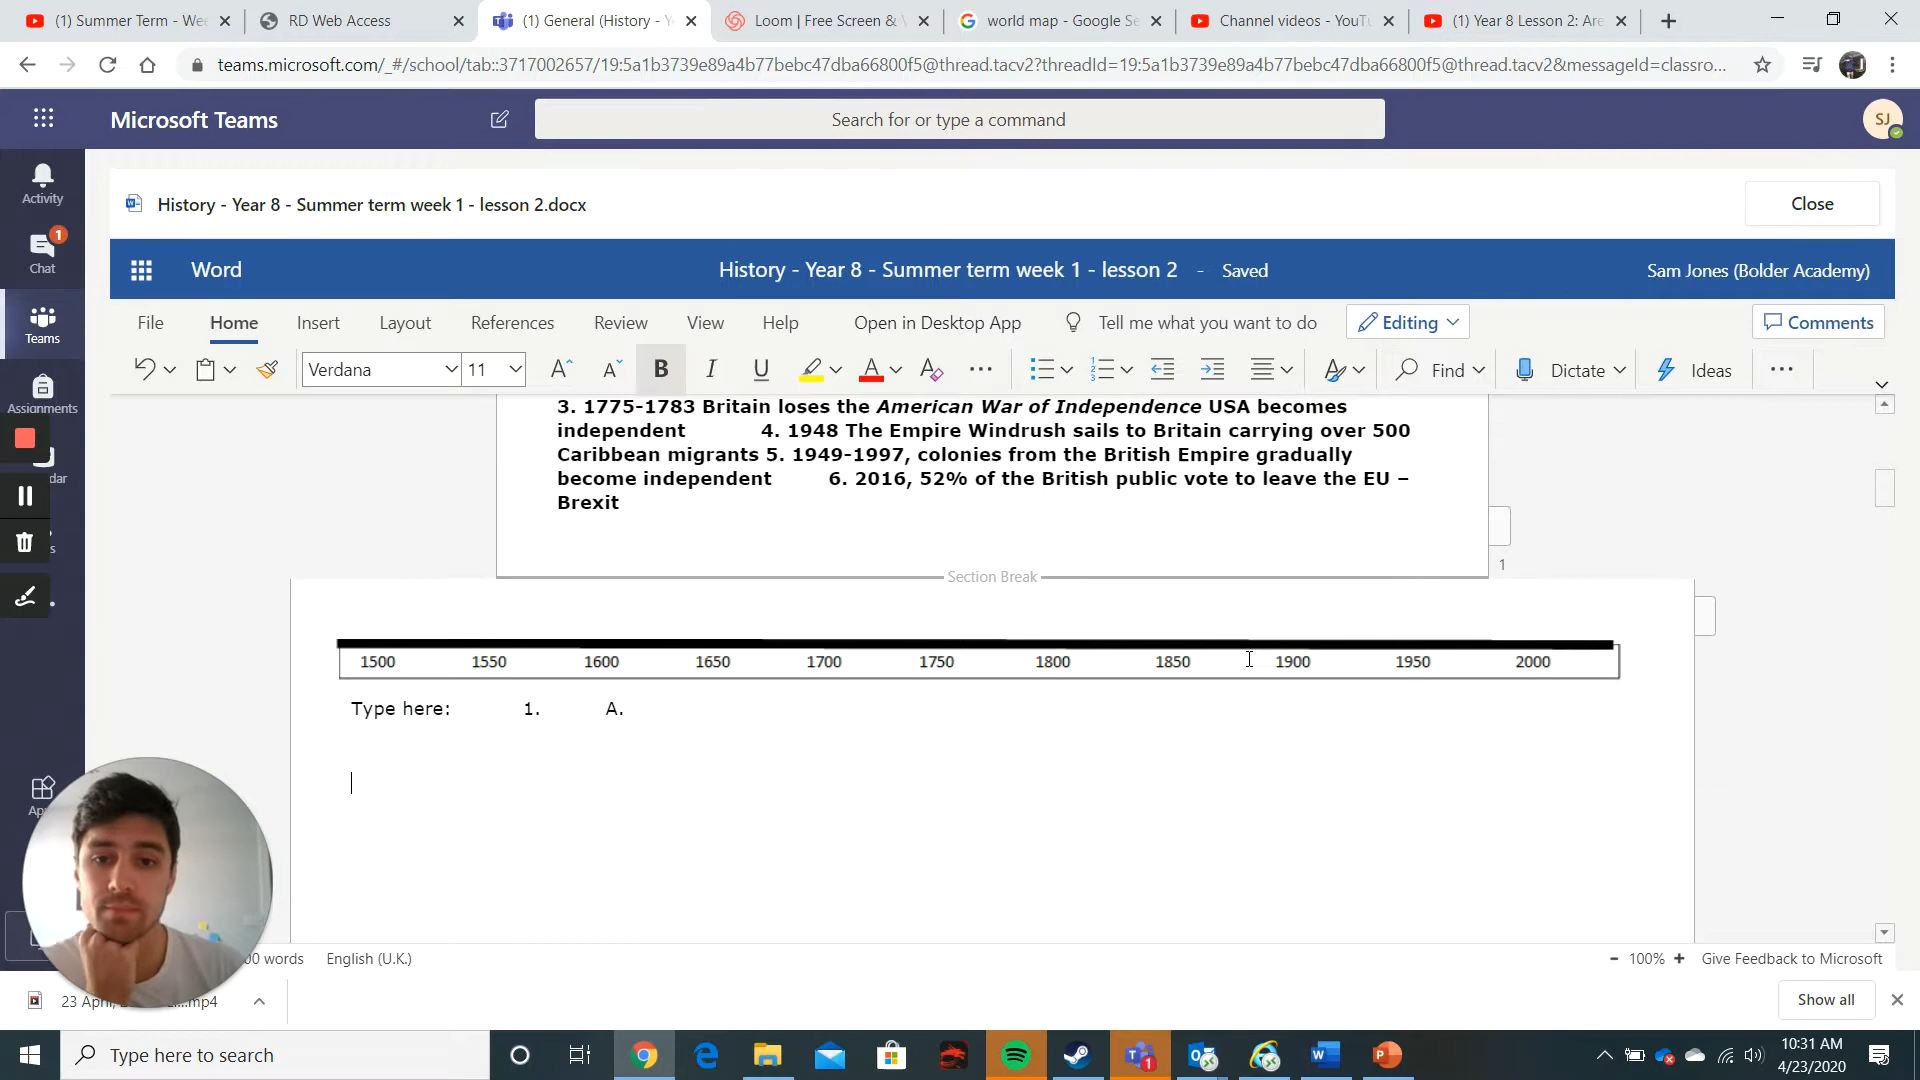 (1) Summer Term - Wee
RD Web Access
(1) General (History - Y
Loom | Free Screen & V
world map - Google Se
Channel videos - YouTu
(1) Year 8 Lesson 2: Are
teams.microsoft.com/_#/school/tab::3717002657/19:5a1b3739e89a4b77bebc47dba66800f5@thread.tacv2?threadId=19:5a1b3739e89a4b77bebc47dba66800f5@thread.tacv2&messageId=classro...
Microsoft Teams
Search for or type a command
SJ
Activity
Chat
1
Teams
Assignments
dar
History - Year 8 - Summer term week 1 - lesson 2.docx
Close
Word
History - Year 8 - Summer term week 1 - lesson 2 - Saved
Sam Jones (Bolder Academy)
File Home Insert Layout References Review View Help Open in Desktop App Tell me what you want to do Editing Comments
Verdana 11 B I U A Find Dictate Ideas
3. 1775-1783 Britain loses the American War of Independence USA becomes
independent 4. 1948 The Empire Windrush sails to Britain carrying over 500
Caribbean migrants 5. 1949-1997, colonies from the British Empire gradually
become independent 6. 2016, 52% of the British public vote to leave the EU –
Brexit
Section Break
1
1500 1550 1600 1650 1700 1750 1800 1850 1900 1950 2000
Type here: 1. A.
words English (U.K.)
100% Give Feedback to Microsoft
23 April, .mp4
Show all
Type here to search
10:31 AM
4/23/2020